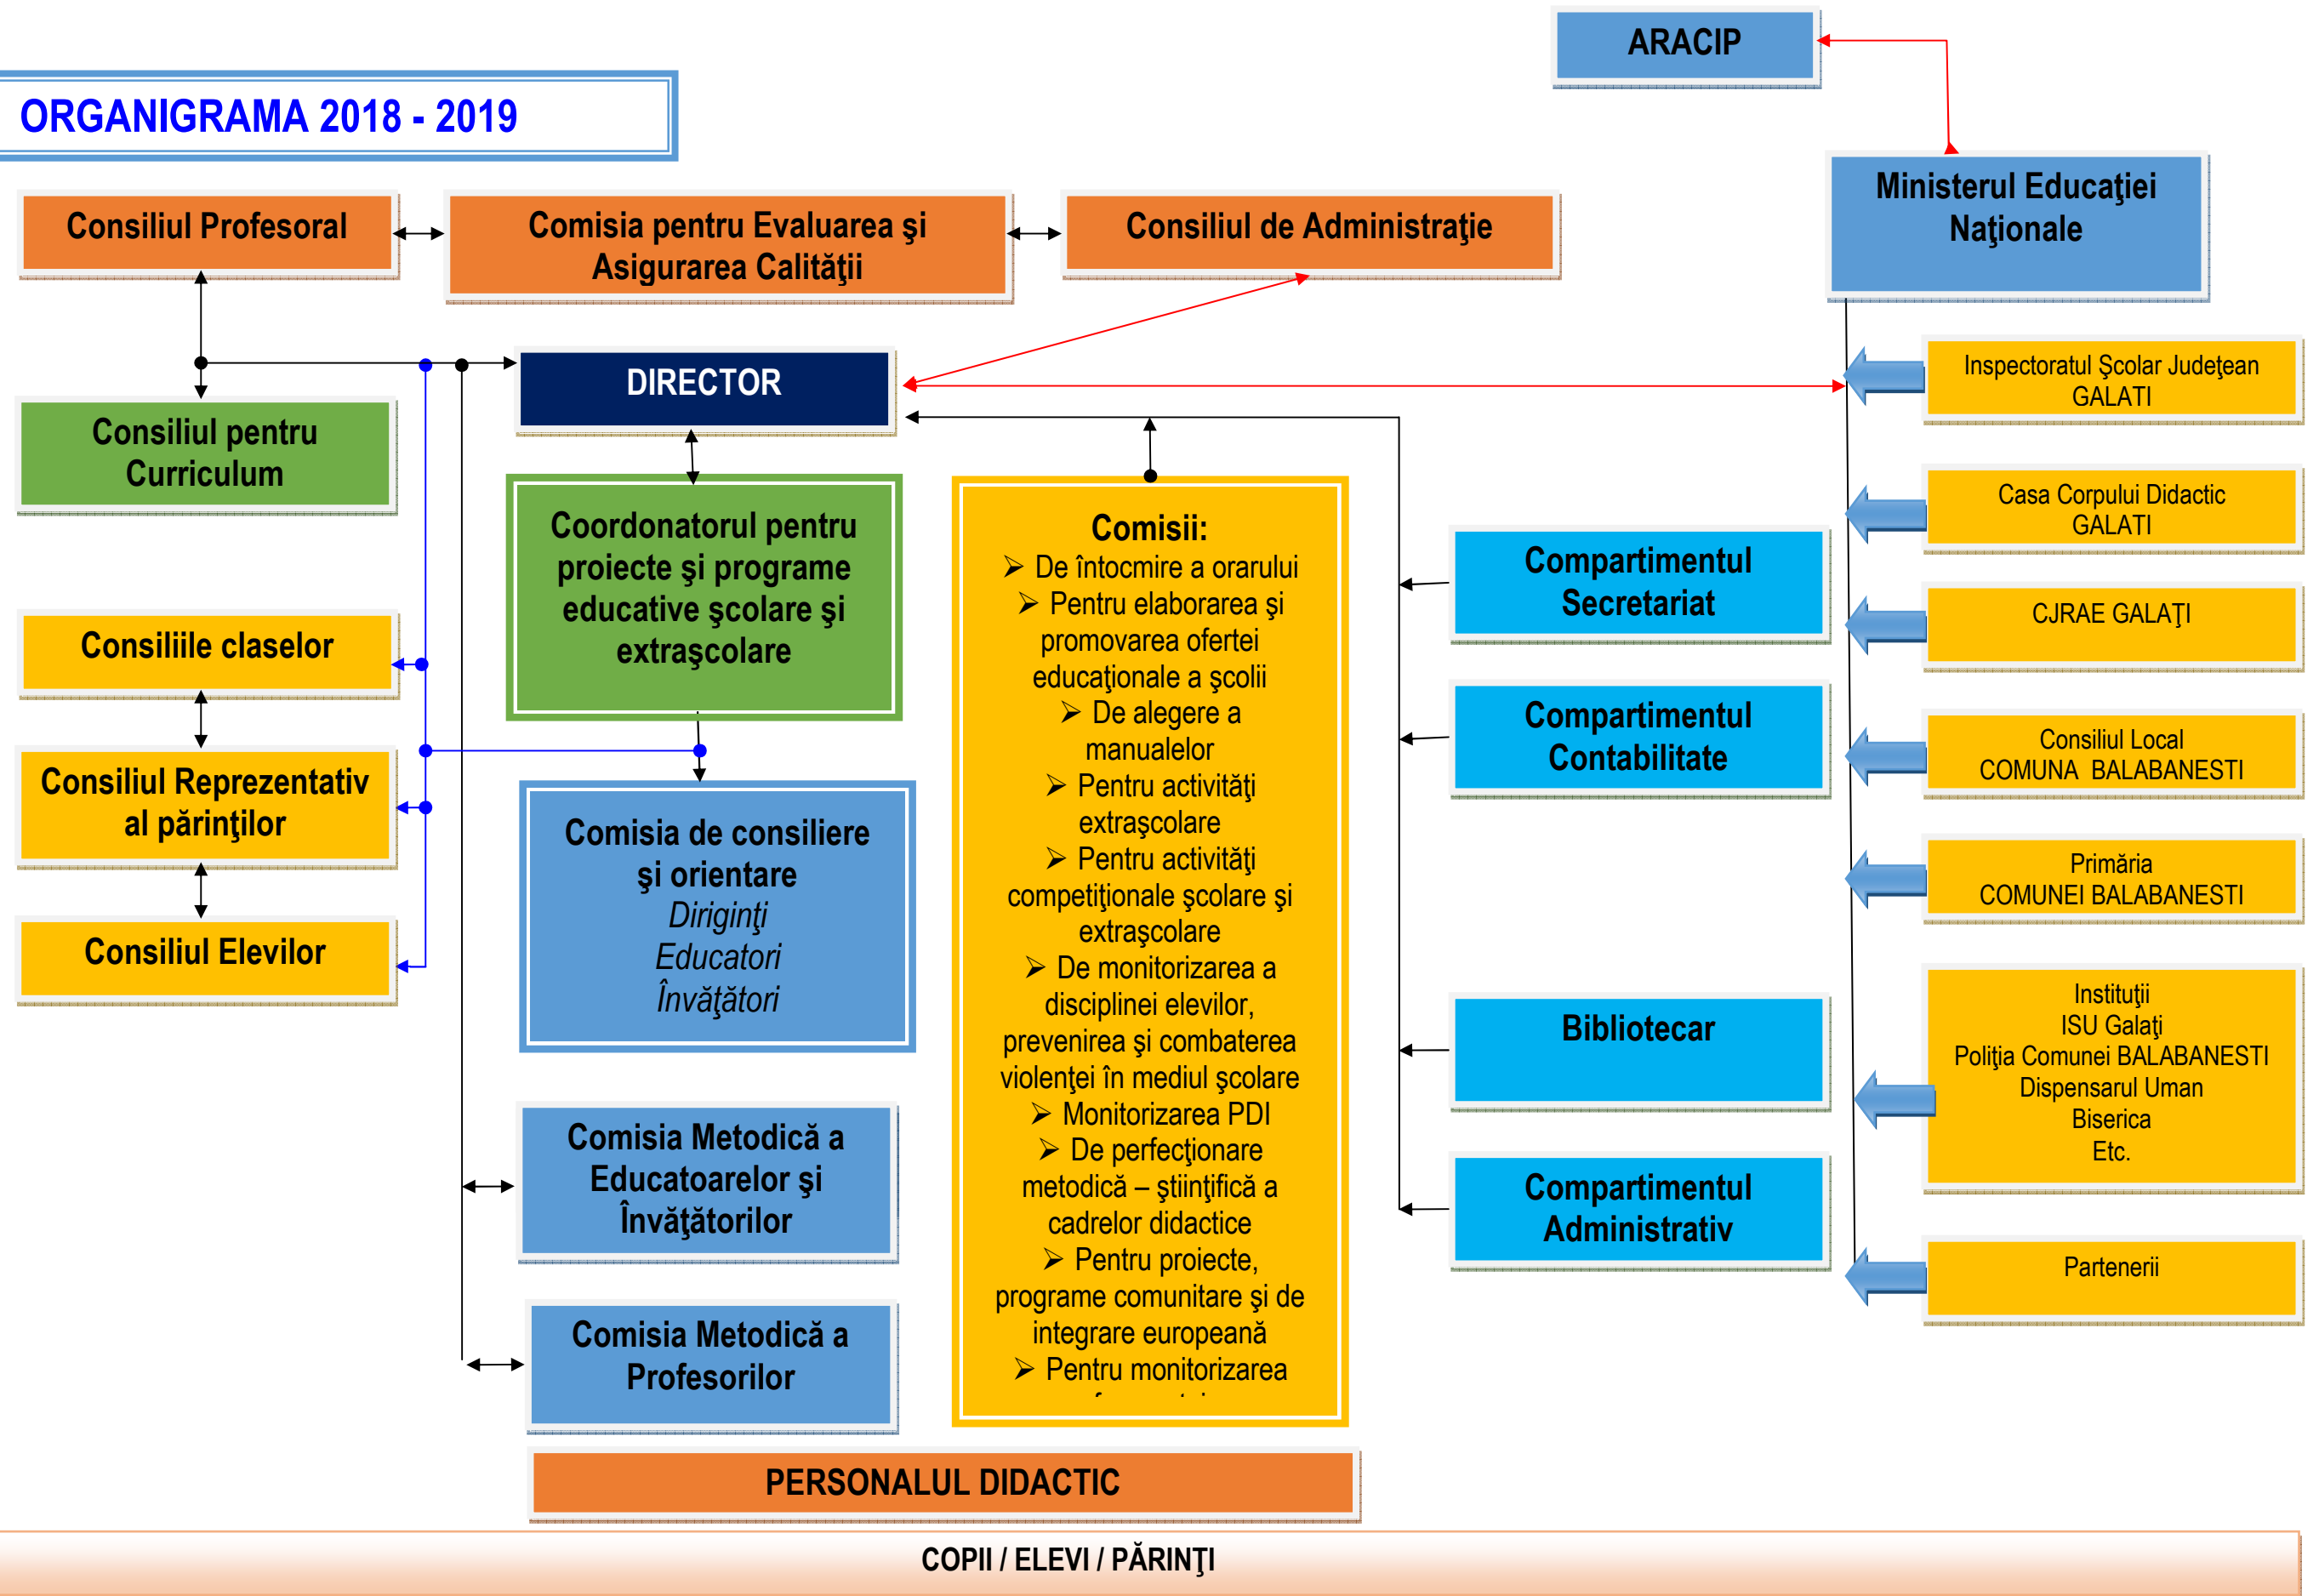 ARACIP
ORGANIGRAMA 2018 - 2019
Ministerul Educaţiei
Naţionale
Consiliul Profesoral
Comisia pentru Evaluarea şi
Asigurarea Calităţii
Consiliul de Administraţie
DIRECTOR
Consiliul pentru
Curriculum
Coordonatorul pentru
proiecte şi programe
educative şcolare şi
extraşcolare
Consiliile claselor
Consiliul Reprezentativ
al părinţilor
Consiliul Elevilor
Comisia de consiliere
şi orientare
Diriginţi
Educatori
Învăţători
Comisia Metodică a
Educatoarelor şi
Învăţătorilor
Comisia Metodică a
Profesorilor
Comisii:
➢ De întocmire a orarului
➢ Pentru elaborarea şi
promovarea ofertei
educaţionale a şcolii
➢ De alegere a
manualelor
➢ Pentru activităţi
extraşcolare
➢ Pentru activităţi
competiţionale şcolare şi
extraşcolare
➢ De monitorizarea a
disciplinei elevilor,
prevenirea şi combaterea
violenţei în mediul şcolare
➢ Monitorizarea PDI
➢ De perfecţionare
metodică – ştiinţifică a
cadrelor didactice
➢ Pentru proiecte,
programe comunitare şi de
integrare europeană
➢ Pentru monitorizarea
Compartimentul
Secretariat
Compartimentul
Contabilitate
Bibliotecar
Compartimentul
Administrativ
Inspectoratul Şcolar Judeţean
GALATI
Casa Corpului Didactic
GALATI
CJRAE GALAŢI
Consiliul Local
COMUNA  BALABANESTI
Primăria
COMUNEI BALABANESTI
Instituţii
ISU Galaţi
Poliţia Comunei BALABANESTI
Dispensarul Uman
Biserica
Etc.
Partenerii
PERSONALUL DIDACTIC
COPII / ELEVI / PĂRINŢI